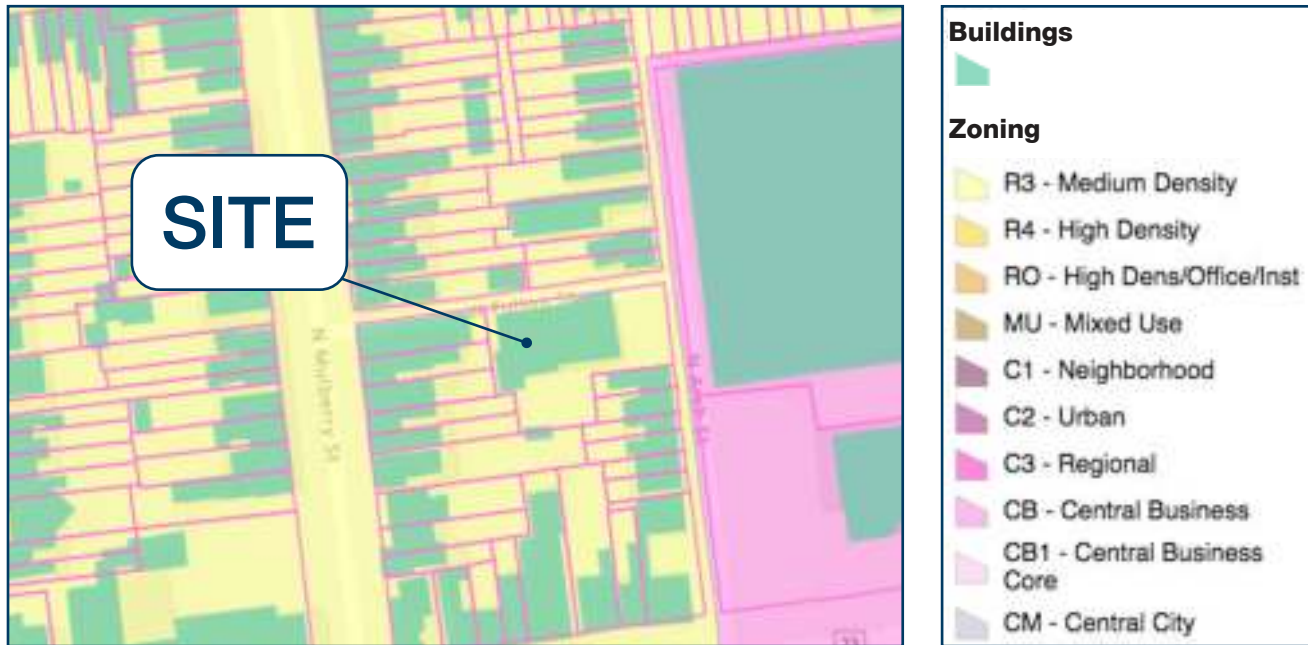 SITE
N Mulberry St
Buildings
Zoning
R3 - Medium Density
R4 - High Density
RO - High Dens/Office/Inst
MU - Mixed Use
C1 - Neighborhood
C2 - Urban
C3 - Regional
CB - Central Business
CB1 - Central Business
Core
CM - Central City